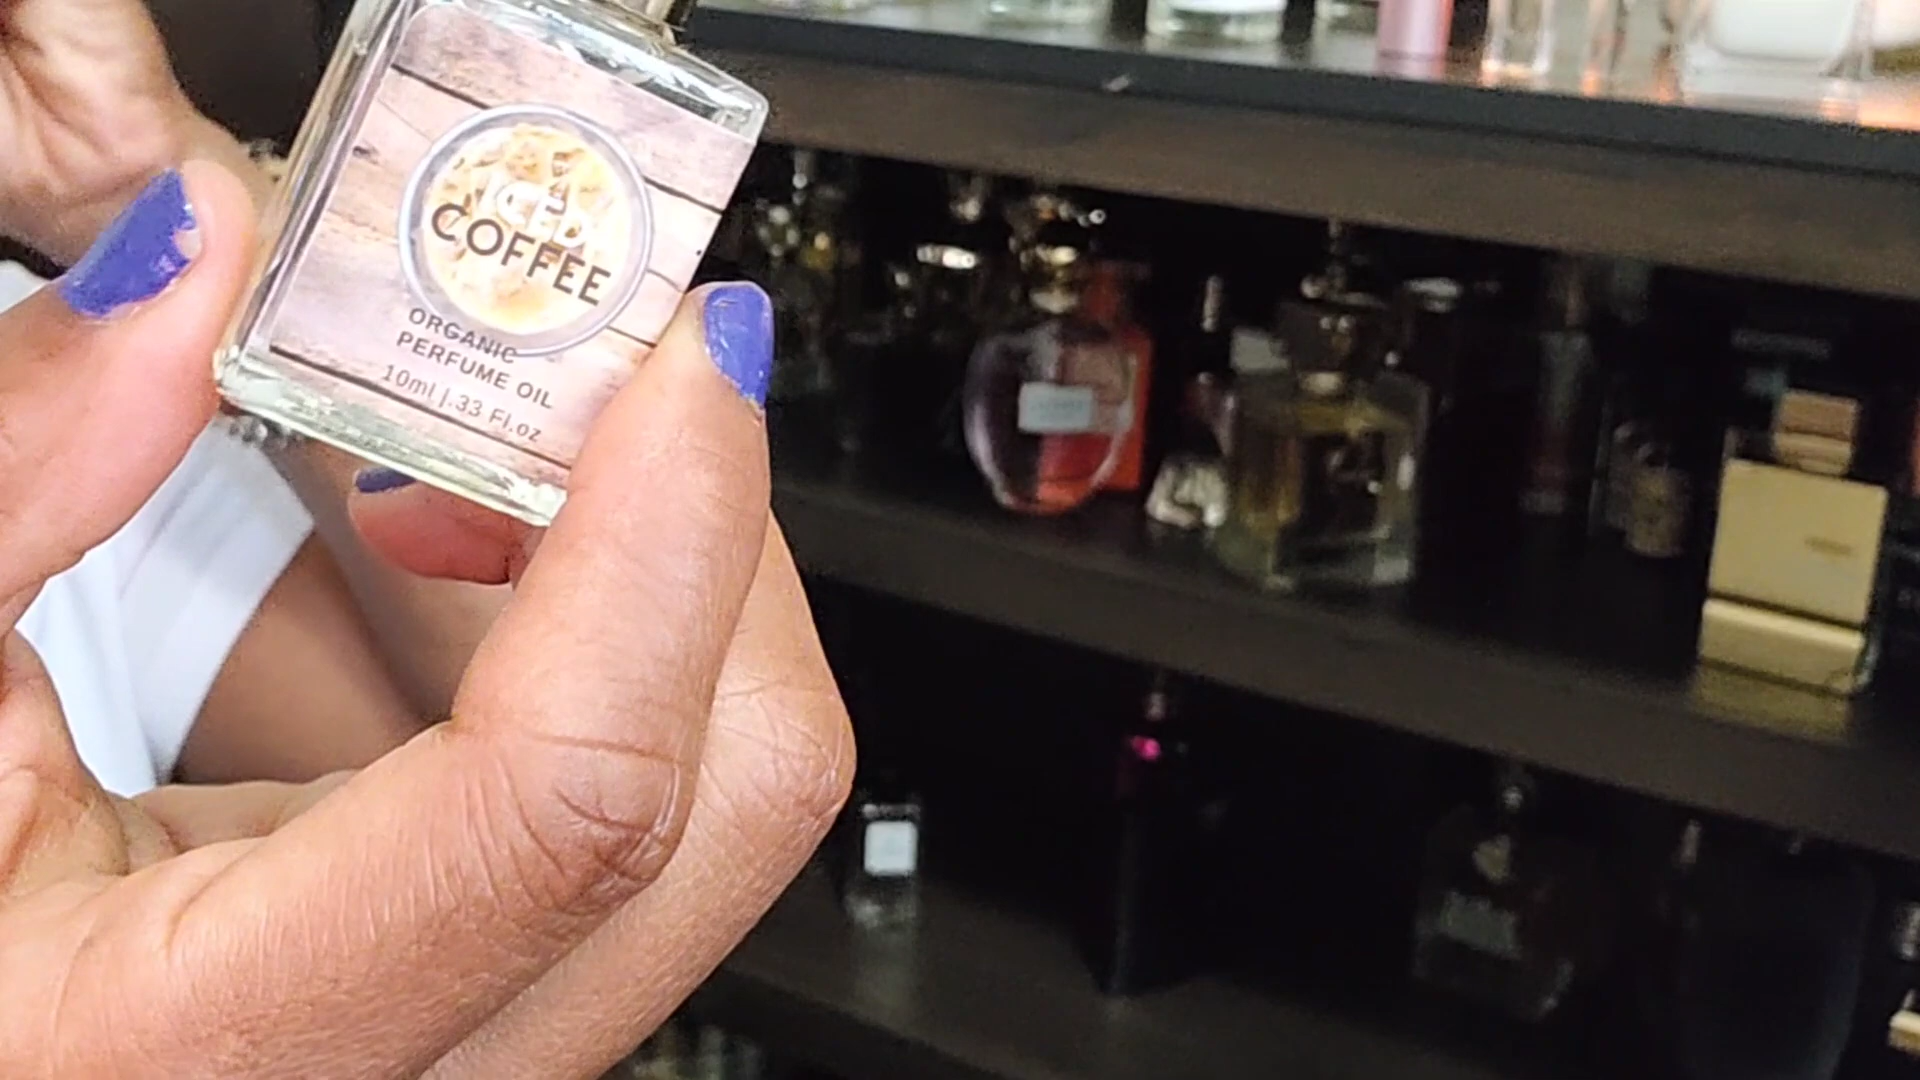 ICED
COFFEE
ORGANIC
PERFUME OIL
10ml | .33 Fl.oz